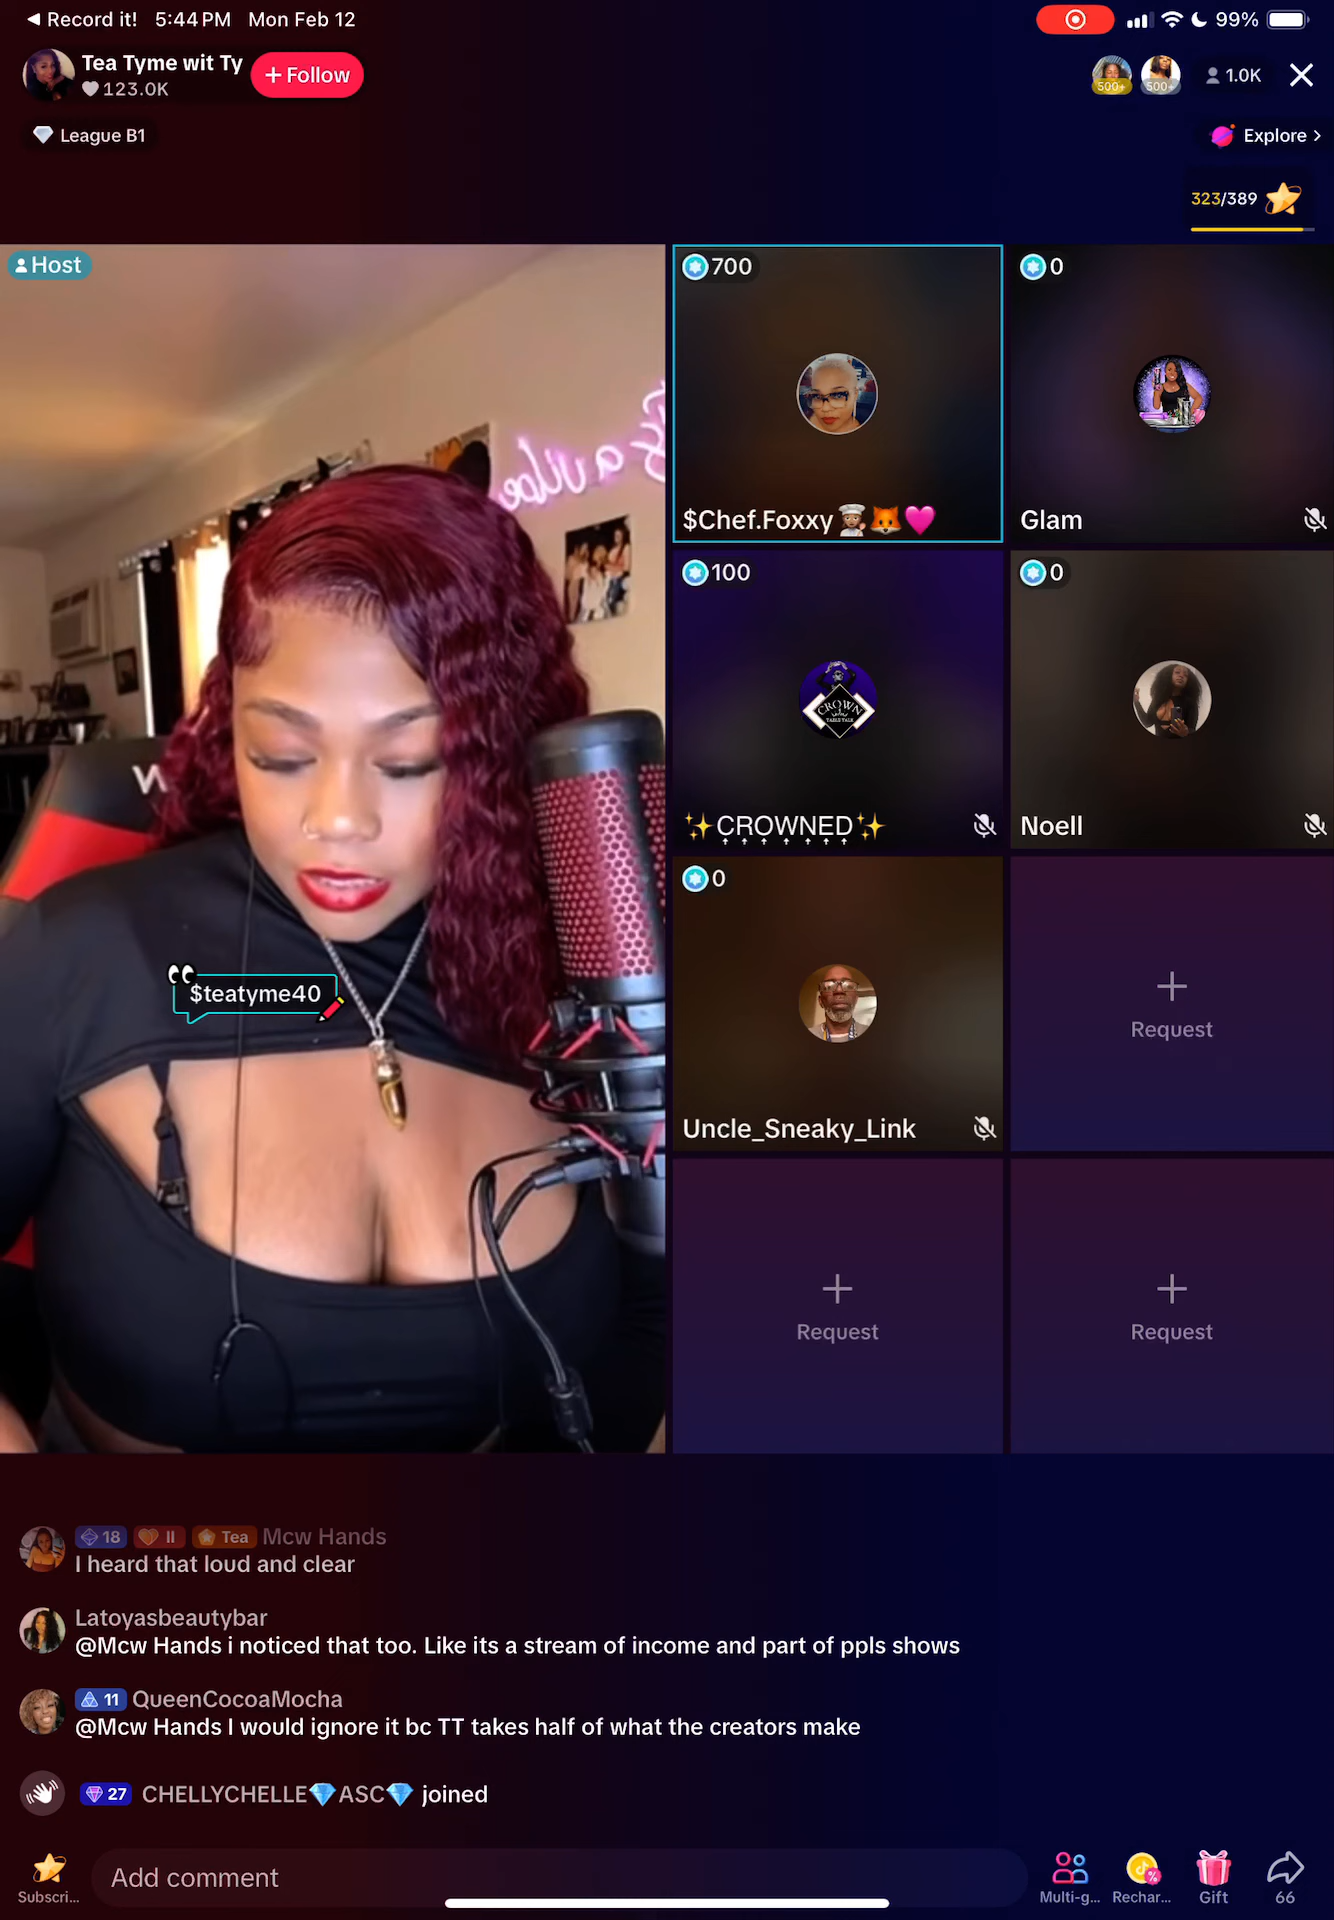 ◀ Record it! 5:44 PM Mon Feb 12 99%
Tea Tyme wit Ty
123.0K
+ Follow
500+ 500+ 1.0K
League B1
Explore >
323/389
Host
700
$Chef.Foxxy👨🏽‍🍳🦊🩷
0
Glam
100
CROWN
TABLE TALK
✨CROWNED✨
0
Noell
0
Uncle_Sneaky_Link
Request
Request
Request
$teatyme40
18 II Tea Mcw Hands
I heard that loud and clear
Latoyasbeautybar
@Mcw Hands i noticed that too. Like its a stream of income and part of ppls shows
11 QueenCocoaMocha
@Mcw Hands I would ignore it bc TT takes half of what the creators make
27 CHELLYCHELLE💎ASC💎 joined
Subscri...
Add comment
Multi-g...
Rechar...
Gift
66